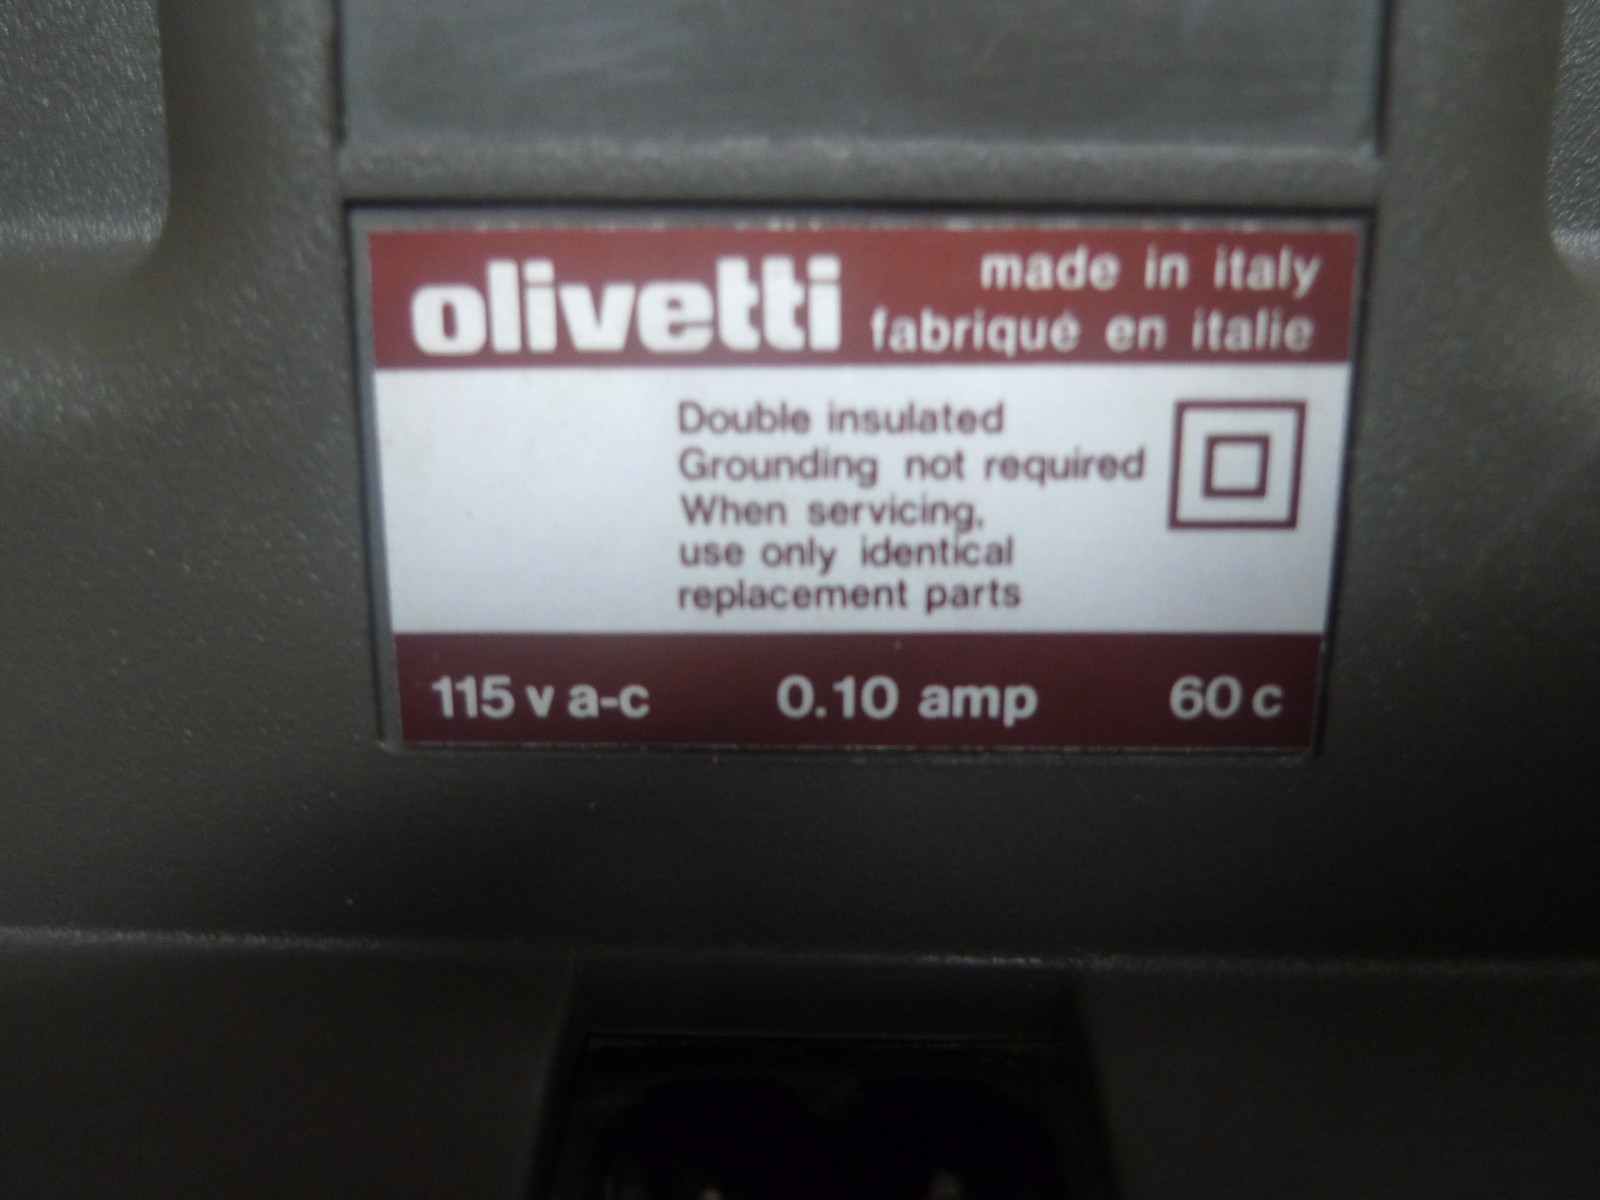 olivetti
made in italy
fabriqué en italie
Double insulated
Grounding not required
When servicing,
use only identical
replacement parts
115 v a-c 0.10 amp 60 c